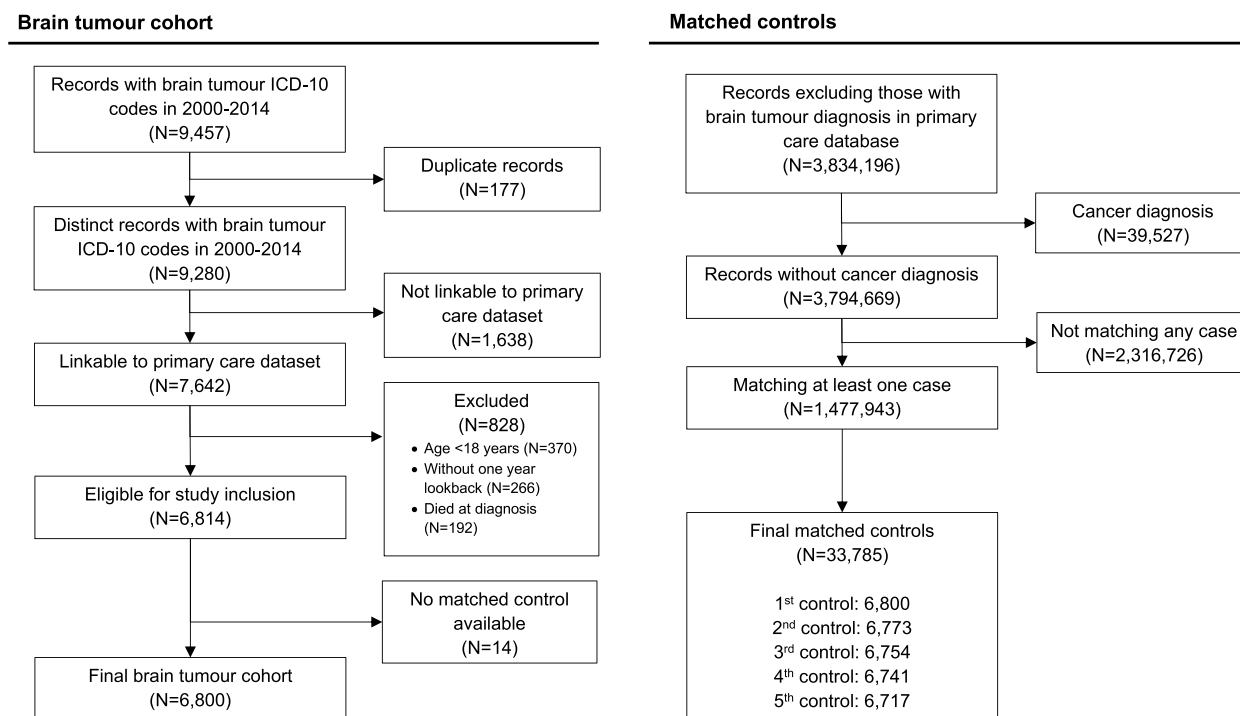 Brain tumour cohort
Records with brain tumour ICD-10
codes in 2000-2014
(N=9,457)
Duplicate records
(N=177)
Distinct records with brain tumour
ICD-10 codes in 2000-2014
(N=9,280)
Not linkable to primary
care dataset
(N=1,638)
Linkable to primary care dataset
(N=7,642)
Excluded
(N=828)
• Age <18 years (N=370)
• Without one year
lookback (N=266)
• Died at diagnosis
(N=192)
Eligible for study inclusion
(N=6,814)
No matched control
available
(N=14)
Final brain tumour cohort
(N=6,800)
Matched controls
Records excluding those with
brain tumour diagnosis in primary
care database
(N=3,834,196)
Cancer diagnosis
(N=39,527)
Records without cancer diagnosis
(N=3,794,669)
Not matching any case
(N=2,316,726)
Matching at least one case
(N=1,477,943)
Final matched controls
(N=33,785)
1st control: 6,800
2nd control: 6,773
3rd control: 6,754
4th control: 6,741
5th control: 6,717